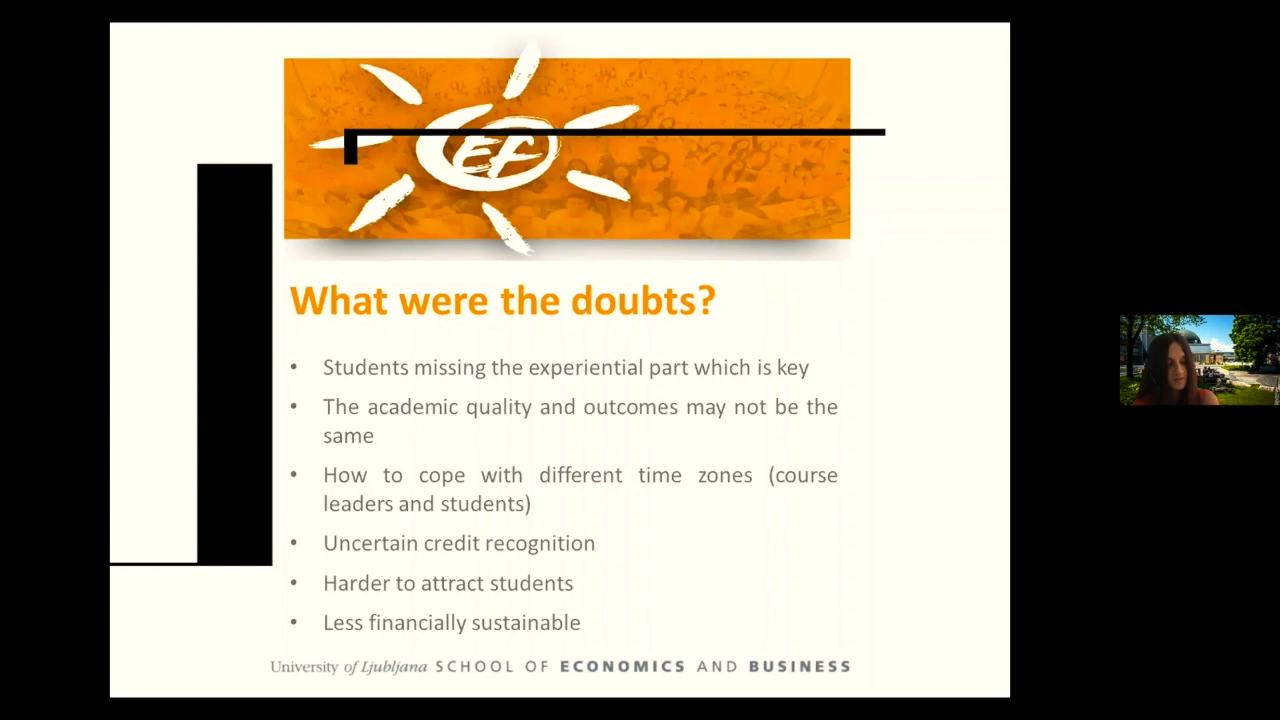 EF
What were the doubts?
• Students missing the experiential part which is key
• The academic quality and outcomes may not be the
same
• How to cope with different time zones (course
leaders and students)
• Uncertain credit recognition
• Harder to attract students
• Less financially sustainable
University of Ljubljana SCHOOL OF ECONOMICS AND BUSINESS